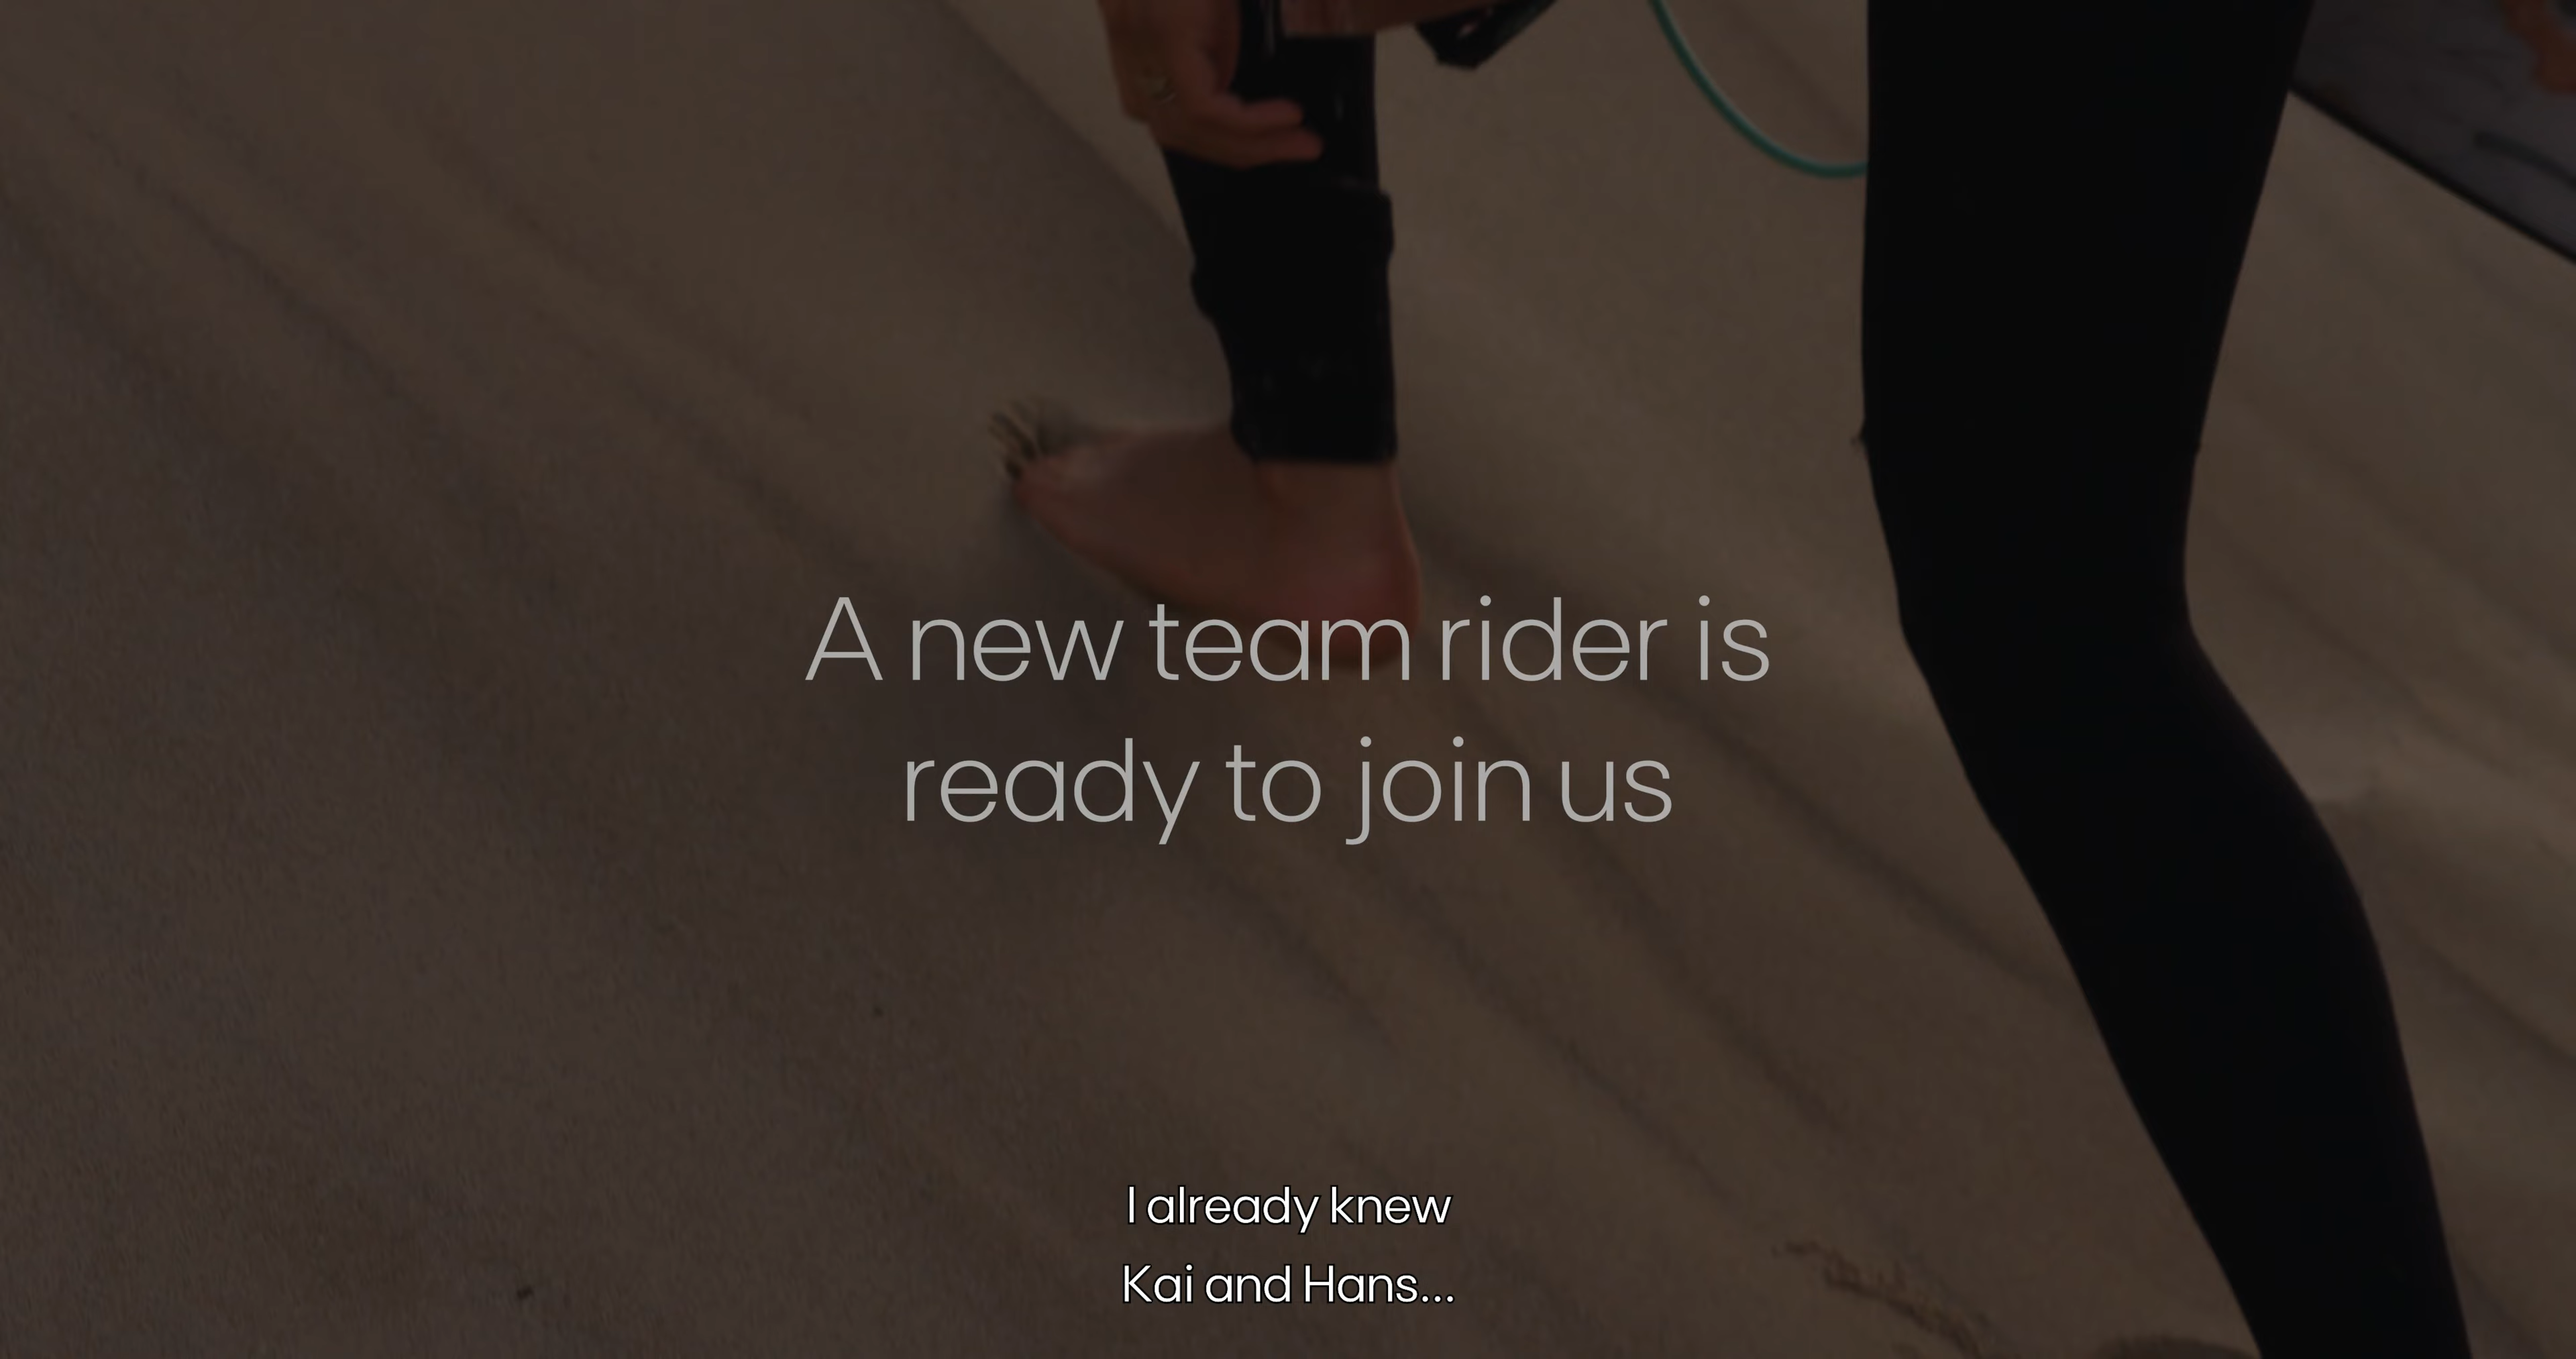 A new team rider is
ready to join us
I already knew
Kai and Hans...